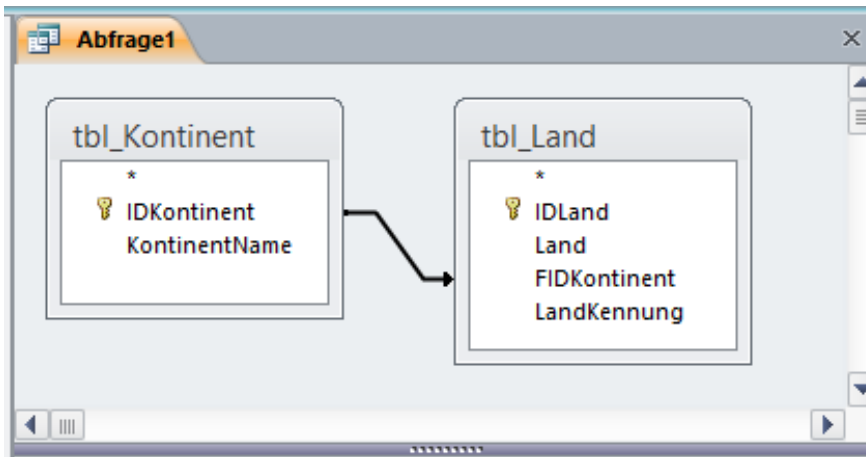 Abfrage1
tbl_Kontinent
*
IDKontinent
KontinentName
tbl_Land
*
IDLand
Land
FIDKontinent
LandKennung